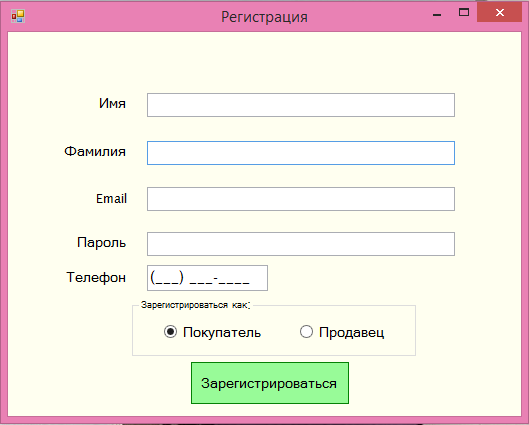 Регистрация
Имя
Фамилия
Email
Пароль
Телефон (___) ___-____
Зарегистрироваться как:
Покупатель Продавец
Зарегистрироваться